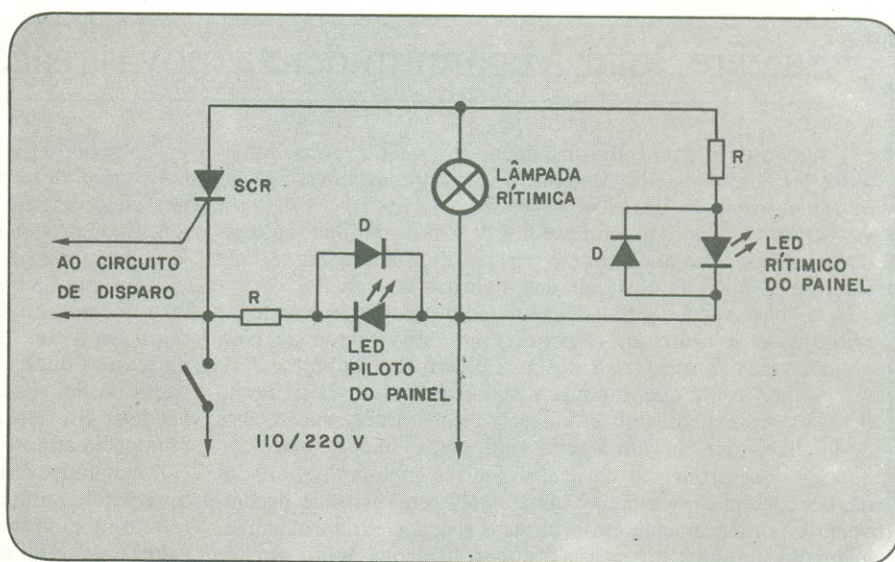 SCR
LÂMPADA
RÍTIMICA
R
D
LED
RÍTIMICO
DO PAINEL
D
AO CIRCUITO
DE DISPARO
R
LED
PILOTO
DO PAINEL
110/220 V